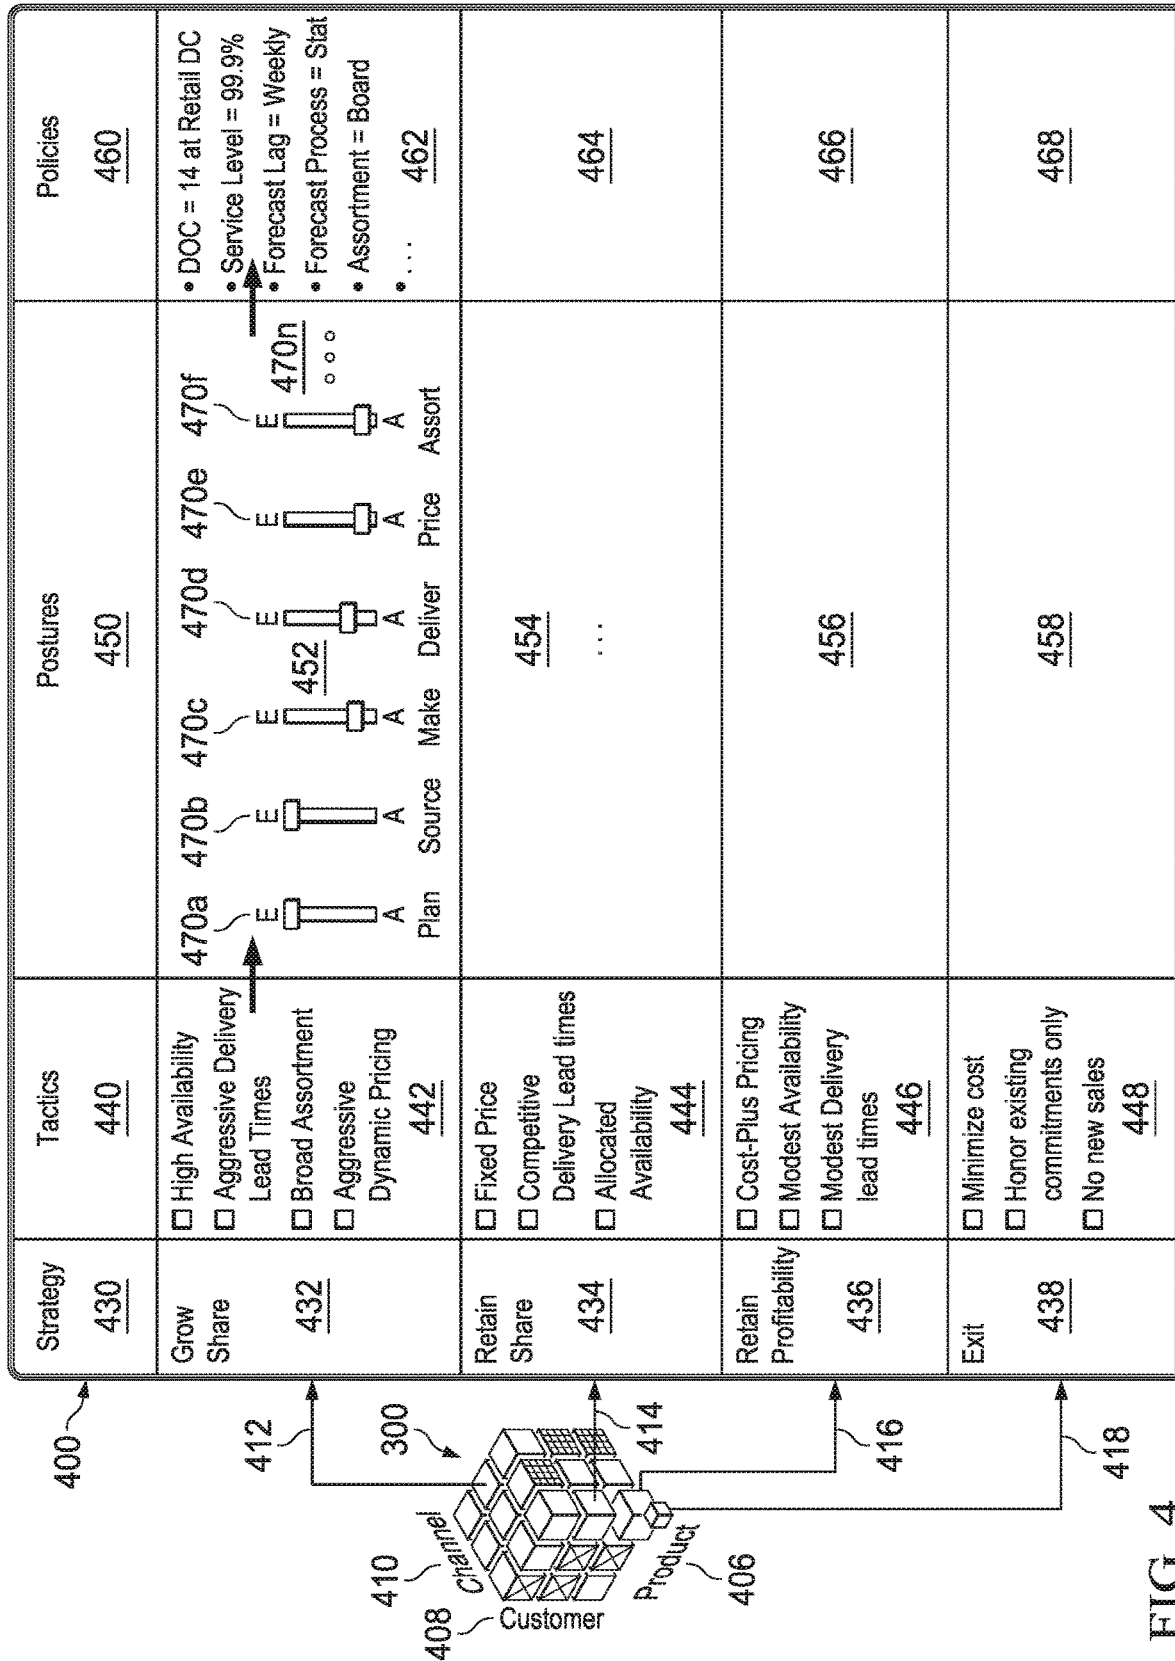 400
Strategy
430
Tactics
440
Postures
450
Policies
460
Grow
Share
432
☐ High Availability
☐ Aggressive Delivery
Lead Times
☐ Broad Assortment
☐ Aggressive
Dynamic Pricing
442
470a
470b
470c
470d
470e
470f
E
E
E
E
E
E
470n
452
A
A
A
A
A
A
Plan
Source
Make
Deliver
Price
Assort
• DOC = 14 at Retail DC
• Service Level = 99.9%
• Forecast Lag = Weekly
• Forecast Process = Stat
• Assortment = Board
• . . .
462
Retain
Share
434
☐ Fixed Price
☐ Competitive
Delivery Lead times
☐ Allocated
Availability
444
454
. . .
464
Retain
Profitability
436
☐ Cost-Plus Pricing
☐ Modest Availability
☐ Modest Delivery
lead times
446
456
466
Exit
438
☐ Minimize cost
☐ Honor existing
commitments only
☐ No new sales
448
458
468
412
300
414
416
418
410
Channel
408
Customer
Product
406
FIG. 4